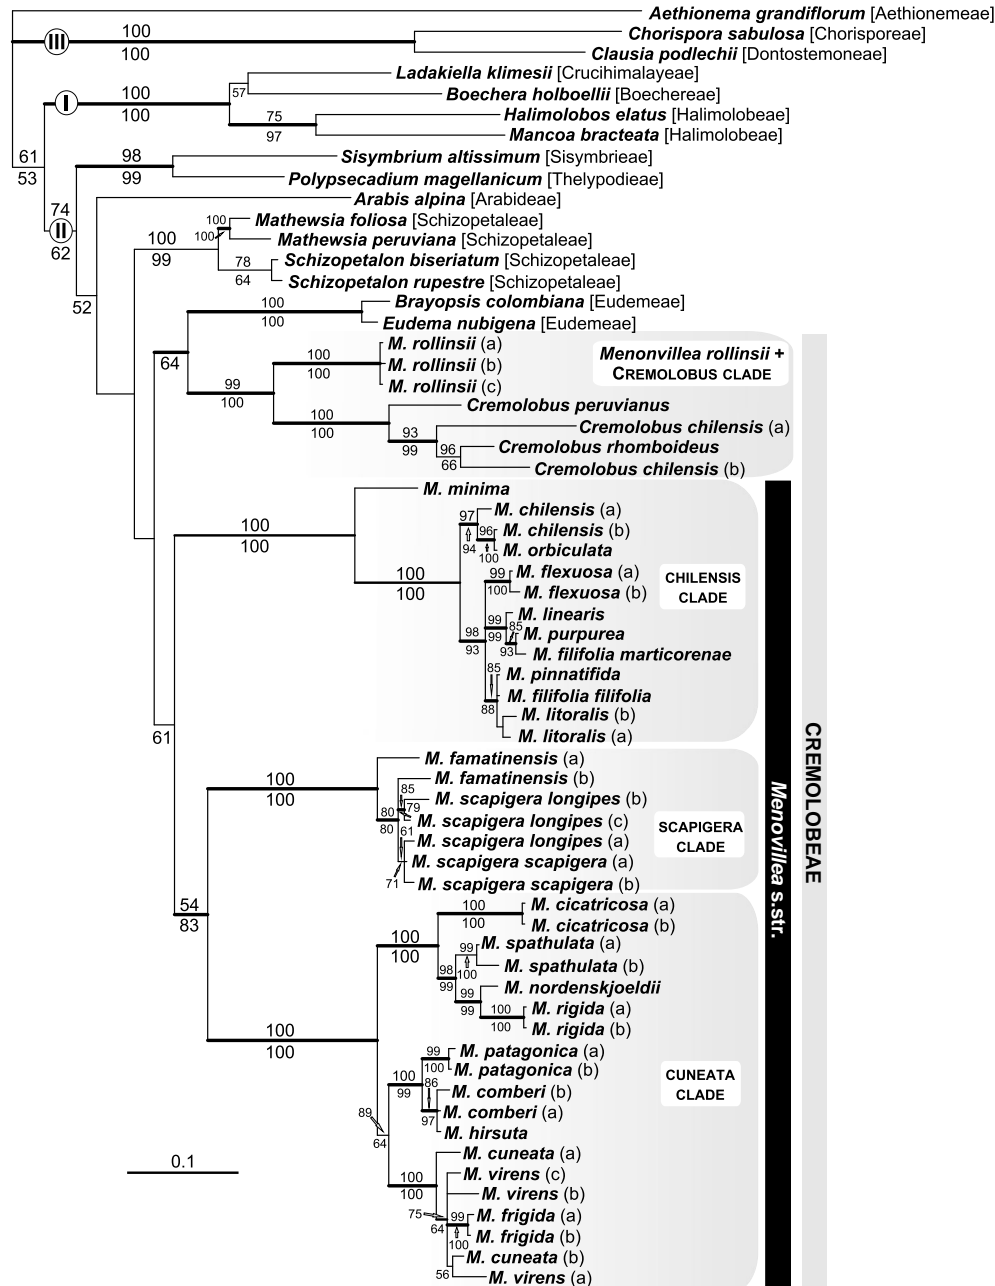 Aethionema grandiflorum [Aethionemeae]
100
Chorispora sabulosa [Chorisporeae]
III
100
Clausia podlechii [Dontostemoneae]
Ladakiella klimesii [Crucihimalayeae]
100
57
Boechera holboellii [Boechereae]
I
100
75
Halimolobos elatus [Halimolobeae]
97
Mancoa bracteata [Halimolobeae]
61
98
Sisymbrium altissimum [Sisymbrieae]
53
99
Polypsecadium magellanicum [Thelypodieae]
74
Arabis alpina [Arabideae]
II
62
100
Mathewsia foliosa [Schizopetaleae]
100
100
Mathewsia peruviana [Schizopetaleae]
99
78
Schizopetalon biseriatum [Schizopetaleae]
64
Schizopetalon rupestre [Schizopetaleae]
52
100
Brayopsis colombiana [Eudemeae]
100
Eudema nubigena [Eudemeae]
64
M. rollinsii (a)
100
M. rollinsii (b)
100
M. rollinsii (c)
Menonvillea rollinsii +
CREMOLOBUS CLADE
99
100
100
Cremolobus peruvianus
100
93
Cremolobus chilensis (a)
99
96
Cremolobus rhomboideus
66
Cremolobus chilensis (b)
M. minima
100
100
97
M. chilensis (a)
94
96
M. chilensis (b)
100
M. orbiculata
100
100
99
M. flexuosa (a)
100
M. flexuosa (b)
CHILENSIS
CLADE
99
M. linearis
98
99
85
M. purpurea
93
93
M. filifolia marticorenae
85
M. pinnatifida
M. filifolia filifolia
88
M. litoralis (b)
M. litoralis (a)
61
M. famatinensis (a)
100
100
M. famatinensis (b)
85
79
M. scapigera longipes (b)
80
M. scapigera longipes (c)
80
61
M. scapigera longipes (a)
M. scapigera scapigera (a)
71
M. scapigera scapigera (b)
SCAPIGERA
CLADE
54
83
100
M. cicatricosa (a)
100
M. cicatricosa (b)
100
100
99
M. spathulata (a)
98
100
M. spathulata (b)
99
99
M. nordenskjoeldii
99
100
M. rigida (a)
100
M. rigida (b)
100
100
99
M. patagonica (a)
100
M. patagonica (b)
100
99
86
M. comberi (b)
97
M. comberi (a)
M. hirsuta
CUNEATA
CLADE
89
64
M. cuneata (a)
100
100
M. virens (c)
M. virens (b)
75
64
99
M. frigida (a)
100
M. frigida (b)
M. cuneata (b)
56
M. virens (a)
0.1
Menovillea s.str.
CREMOLOBEAE